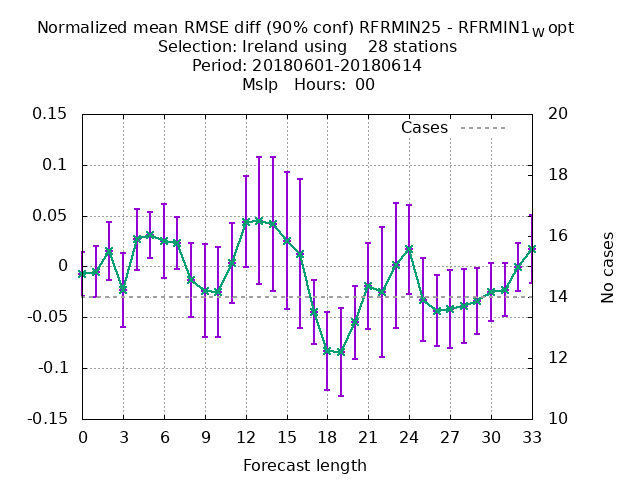 Normalized mean RMSE diff (90% conf) RFRMIN25 - RFRMIN1w opt
Selection: Ireland using 28 stations
Period: 20180601-20180614
Mslp Hours: 00
Cases
0.15
0.1
0.05
0
-0.05
-0.1
-0.15
20
18
16
14
12
10
No cases
0 3 6 9 12 15 18 21 24 27 30 33
Forecast length